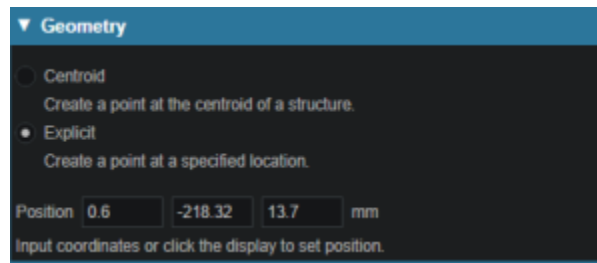 Geometry
Centroid
Create a point at the centroid of a structure.
Explicit
Create a point at a specified location.
Position 0.6 -218.32 13.7 mm
Input coordinates or click the display to set position.